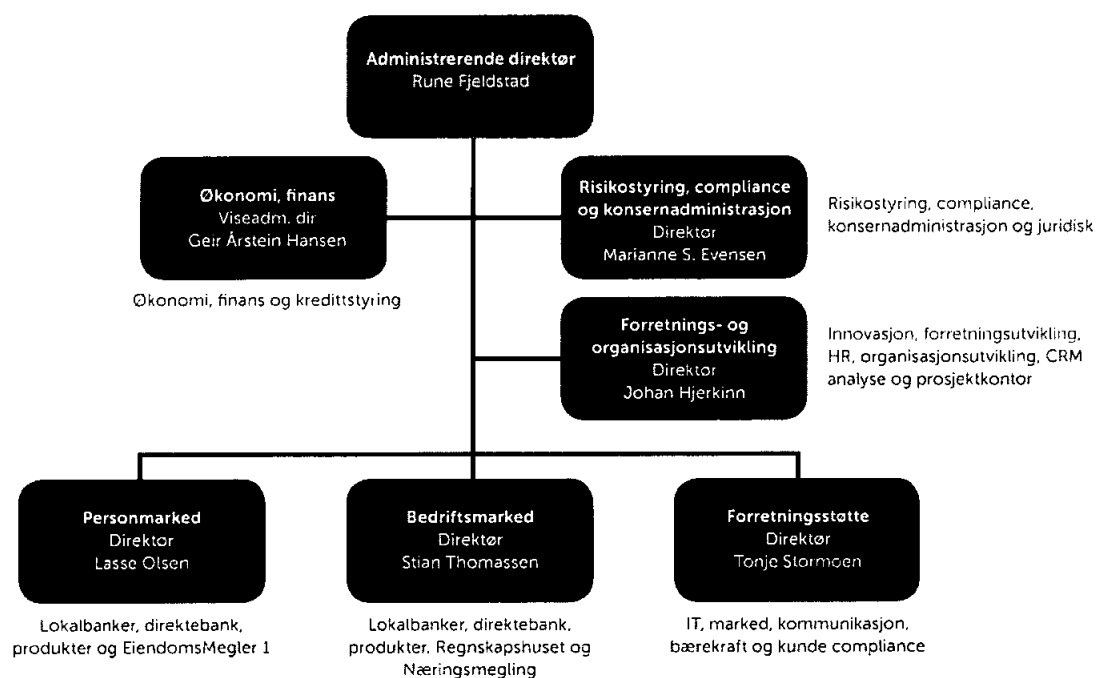 Administrerende direktør
Rune Fjeldstad
Økonomi, finans
Viseadm. dir
Geir Årstein Hansen
Økonomi, finans og kredittstyring
Risikostyring, compliance
og konsernadministrasjon
Direktør
Marianne S. Evensen
Risikostyring, compliance,
konsernadministrasjon og juridisk
Forretnings- og
organisasjonsutvikling
Direktør
Johan Hjerkinn
Innovasjon, forretningsutvikling,
HR, organisasjonsutvikling, CRM
analyse og prosjektkontor
Personmarked
Direktør
Lasse Olsen
Lokalbanker, direktebank,
produkter og EiendomsMegler 1
Bedriftsmarked
Direktør
Stian Thomassen
Lokalbanker, direktebank,
produkter, Regnskapshuset og
Næringsmegling
Forretningsstøtte
Direktør
Tonje Stormoen
IT, marked, kommunikasjon,
bærekraft og kunde compliance